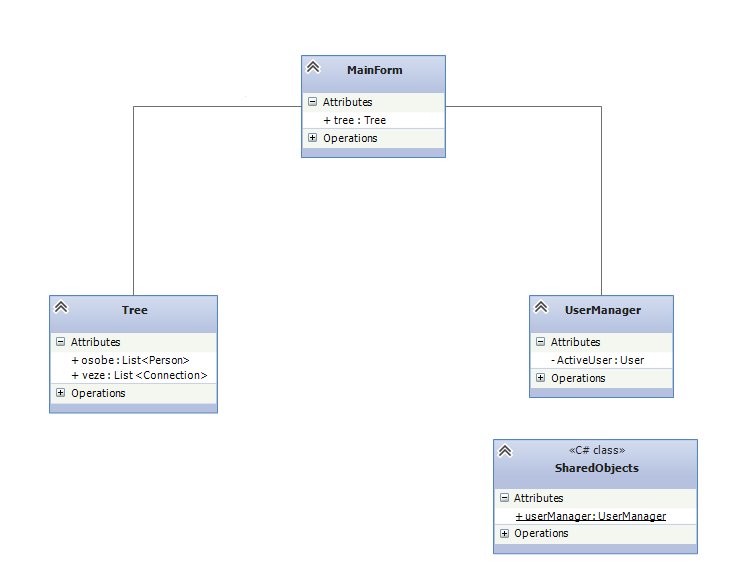 MainForm
Attributes
+ tree : Tree
Operations
Tree
Attributes
+ osobe : List<Person>
+ veze : List <Connection>
Operations
UserManager
Attributes
- ActiveUser : User
Operations
«C# class»
SharedObjects
Attributes
+ userManager : UserManager
Operations